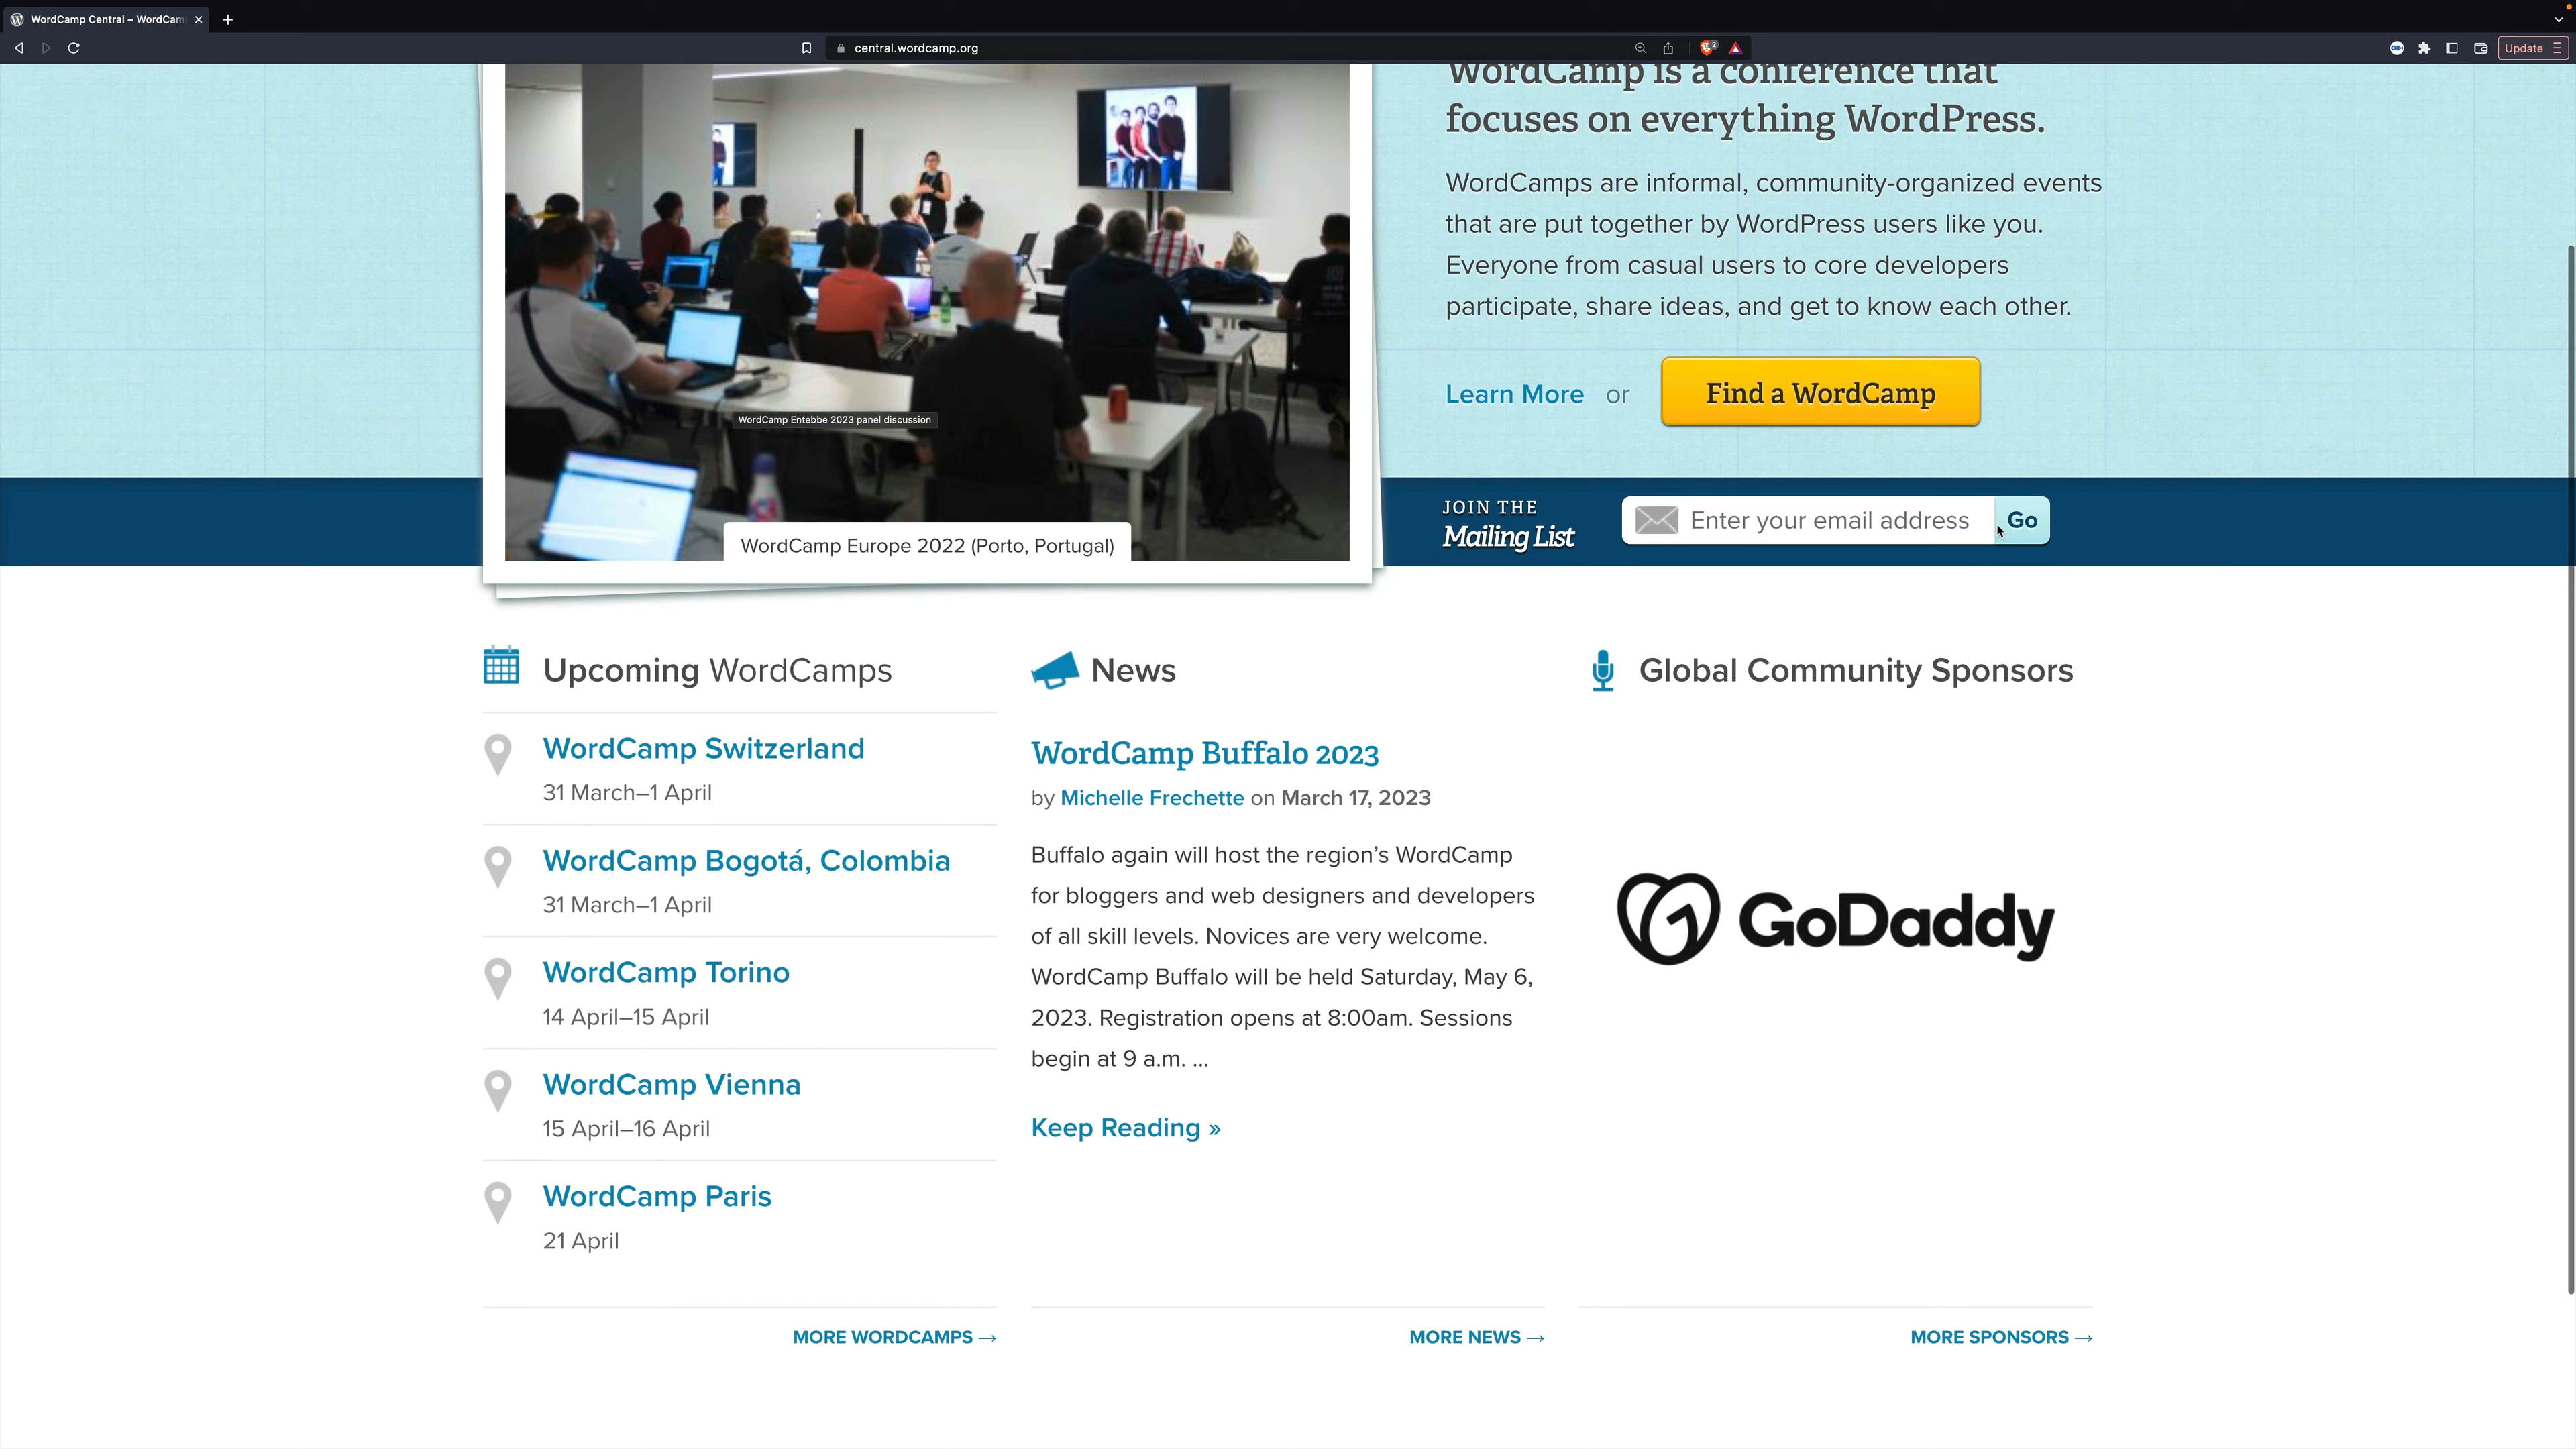 WordCamp Central – WordCam
central.wordcamp.org
2
Update
WordCamp is a conference that
focuses on everything WordPress.
WordCamps are informal, community-organized events
that are put together by WordPress users like you.
Everyone from casual users to core developers
participate, share ideas, and get to know each other.
Learn More or Find a WordCamp
WordCamp Entebbe 2023 panel discussion
WordCamp Europe 2022 (Porto, Portugal)
JOIN THE
Mailing List
Enter your email address
Go
Upcoming WordCamps
WordCamp Switzerland
31 March–1 April
WordCamp Bogotá, Colombia
31 March–1 April
WordCamp Torino
14 April–15 April
WordCamp Vienna
15 April–16 April
WordCamp Paris
21 April
MORE WORDCAMPS →
News
WordCamp Buffalo 2023
by Michelle Frechette on March 17, 2023
Buffalo again will host the region’s WordCamp
for bloggers and web designers and developers
of all skill levels. Novices are very welcome.
WordCamp Buffalo will be held Saturday, May 6,
2023. Registration opens at 8:00am. Sessions
begin at 9 a.m. ...
Keep Reading »
MORE NEWS →
Global Community Sponsors
GoDaddy
MORE SPONSORS →